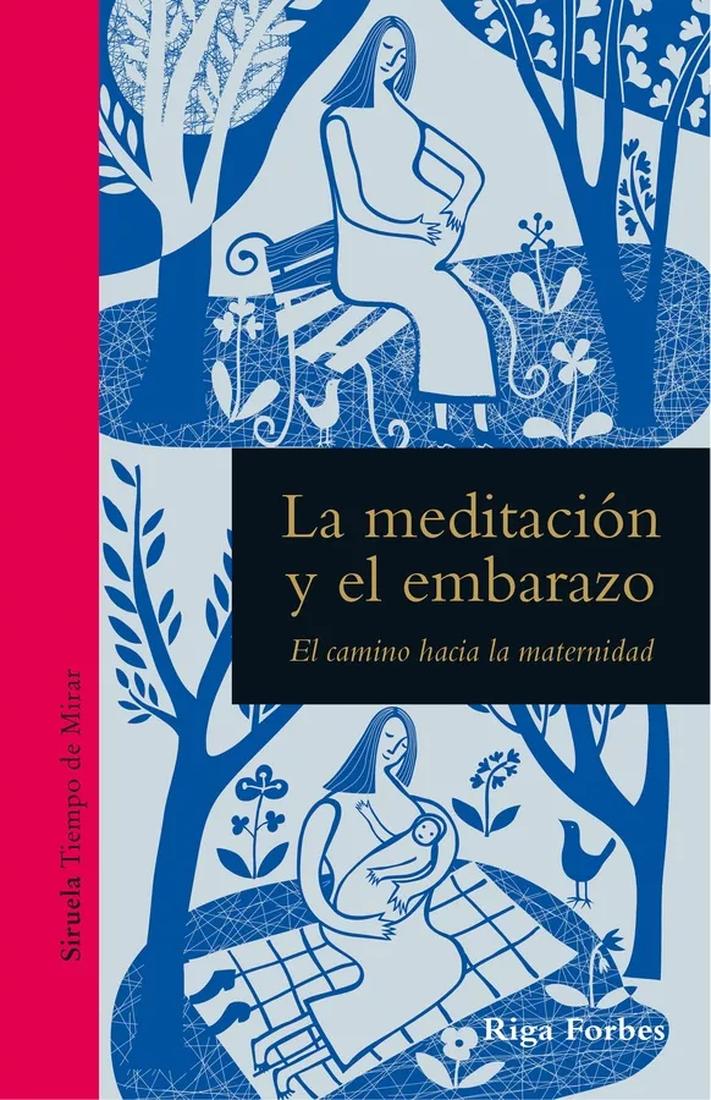 La meditación
y el embarazo
El camino hacia la maternidad
Siruela Tiempo de Mirar
Riga Forbes